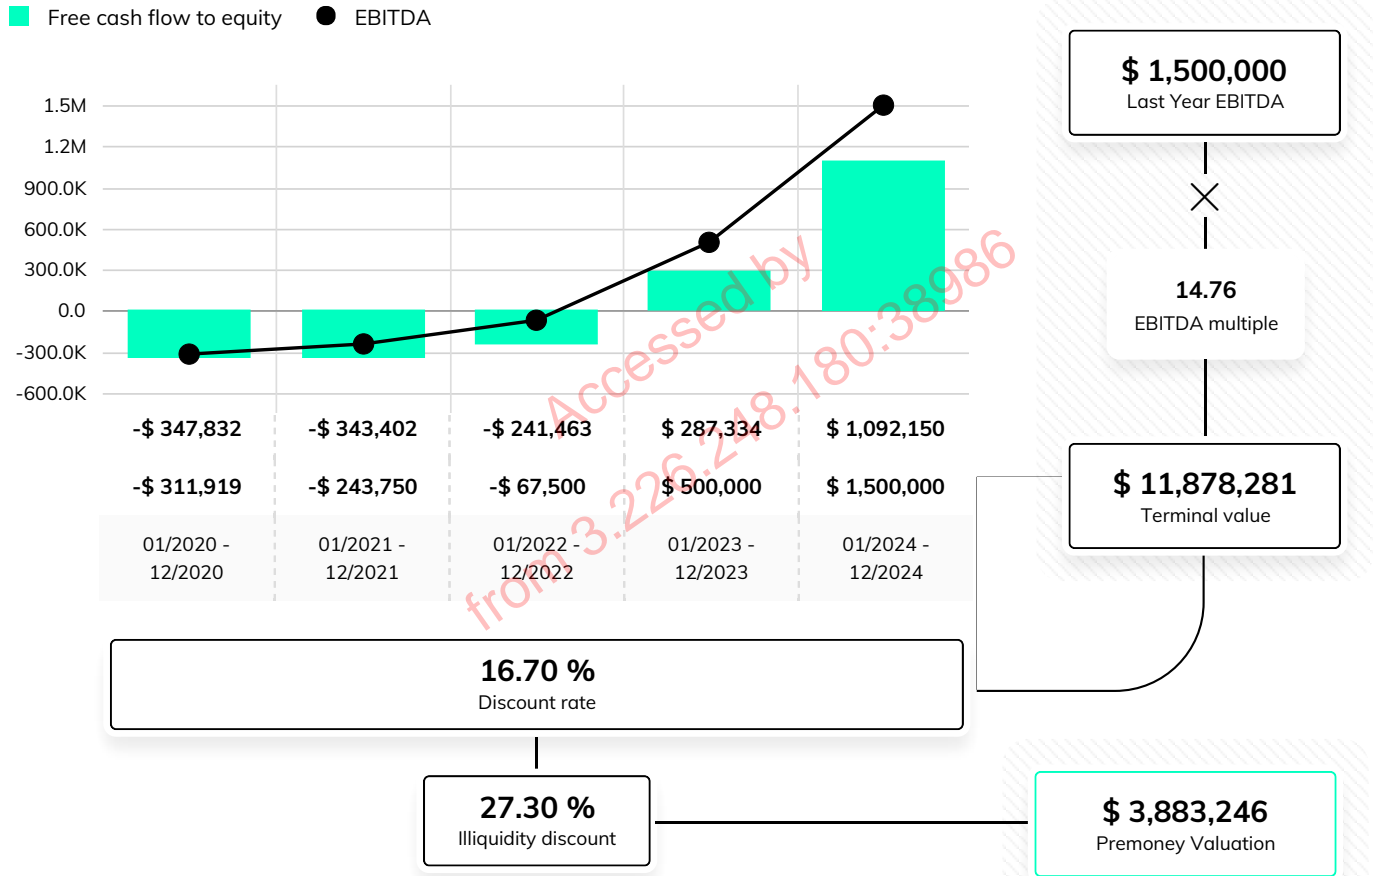 Free cash flow to equity
EBITDA
$ 1,500,000
Last Year EBITDA
1.5M
1.2M
900.0K
600.0K
300.0K
0.0
-300.0K
-600.0K
14.76
EBITDA multiple
-$ 347,832 -$ 343,402 -$ 241,463 $ 287,334 $ 1,092,150
-$ 311,919 -$ 243,750 -$ 67,500 $ 500,000 $ 1,500,000
01/2020 - 01/2021 - 01/2022 - 01/2023 - 01/2024 -
12/2020 12/2021 12/2022 12/2023 12/2024
$ 11,878,281
Terminal value
Accessed by
from 3.226.248.180:38986
16.70 %
Discount rate
27.30 %
Illiquidity discount
$ 3,883,246
Premoney Valuation